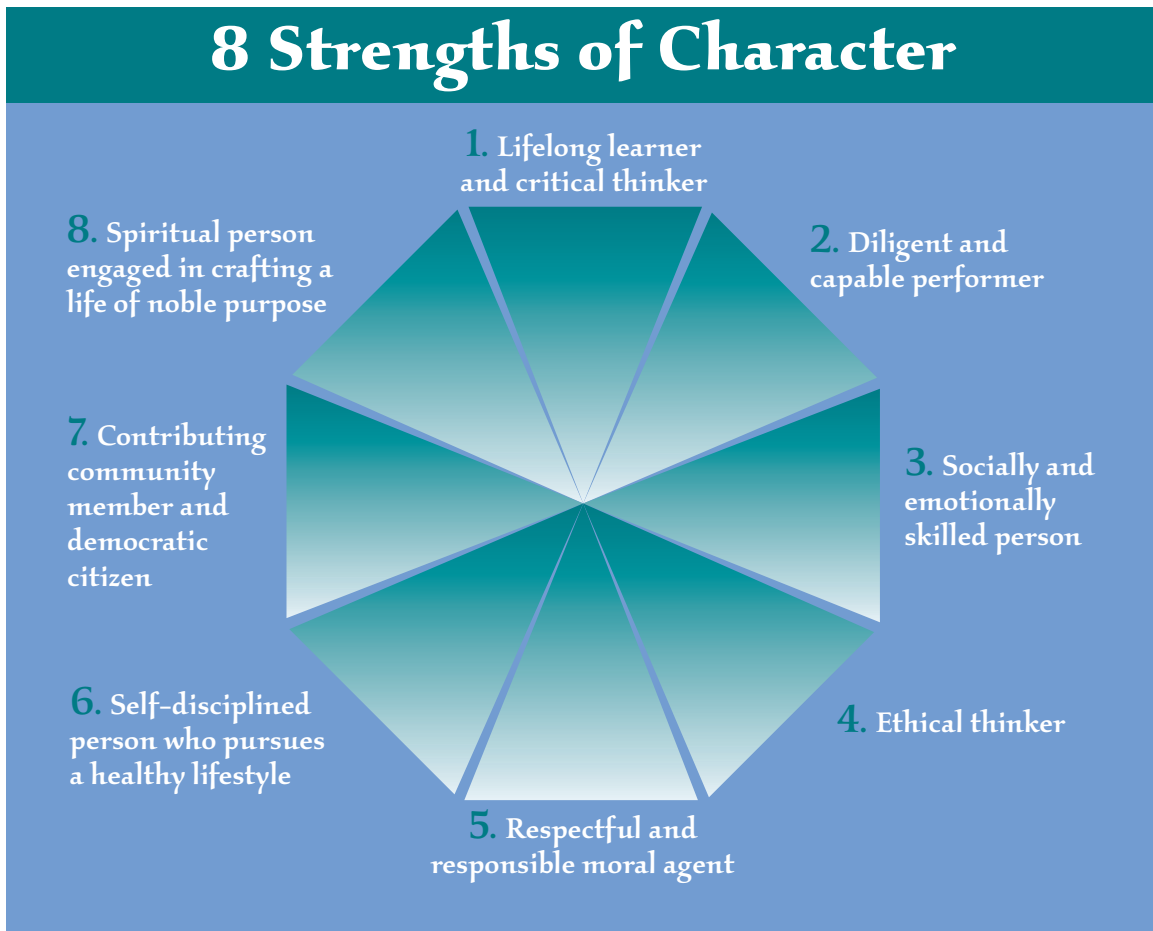 8 Strengths of Character
1. Lifelong learner
and critical thinker
2. Diligent and
capable performer
3. Socially and
emotionally
skilled person
4. Ethical thinker
5. Respectful and
responsible moral agent
6. Self-disciplined
person who pursues
a healthy lifestyle
7. Contributing
community
member and
democratic
citizen
8. Spiritual person
engaged in crafting a
life of noble purpose